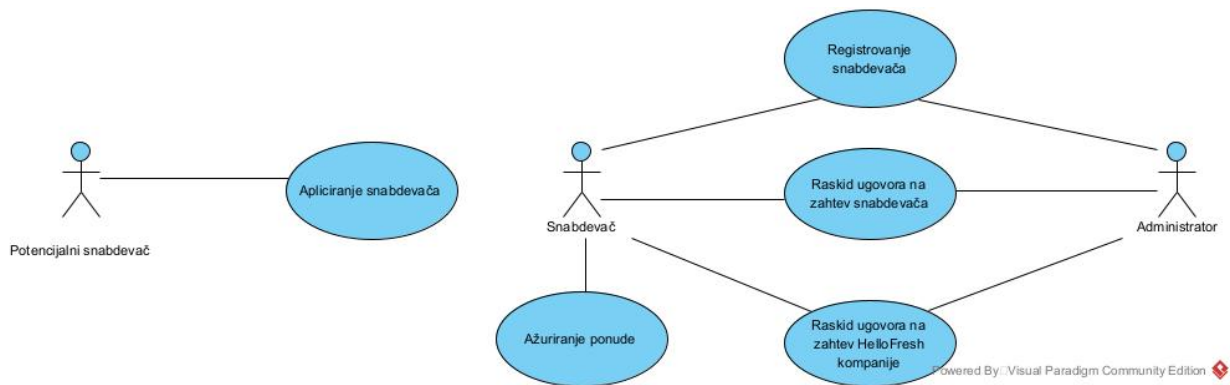 Registrovanje
snabdevača
Apliciranje snabdevača
Raskid ugovora na
zahtev snabdevača
Potencijalni snabdevač
Snabdevač
Administrator
Ažuriranje ponude
Raskid ugovora na
zahtev HelloFresh
kompanije
Powered By Visual Paradigm Community Edition